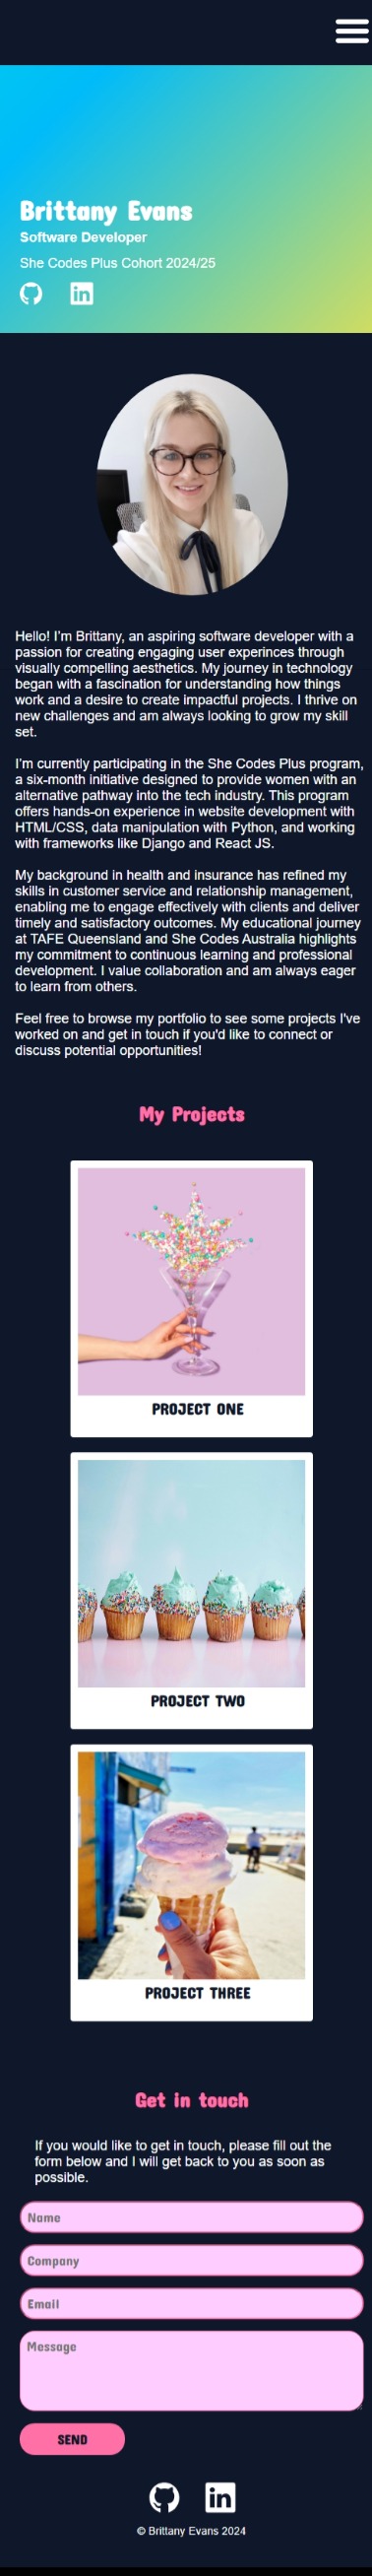 Brittany Evans
Software Developer
She Codes Plus Cohort 2024/25
Hello! I'm Brittany, an aspiring software developer with a
passion for creating engaging user experinces through
visually compelling aesthetics. My journey in technology
began with a fascination for understanding how things
work and a desire to create impactful projects. I thrive on
new challenges and am always looking to grow my skill
set.
I'm currently participating in the She Codes Plus program,
a six-month initiative designed to provide women with an
alternative pathway into the tech industry. This program
offers hands-on experience in website development with
HTML/CSS, data manipulation with Python, and working
with frameworks like Django and React JS.
My background in health and insurance has refined my
skills in customer service and relationship management,
enabling me to engage effectively with clients and deliver
timely and satisfactory outcomes. My educational journey
at TAFE Queensland and She Codes Australia highlights
my commitment to continuous learning and professional
development. I value collaboration and am always eager
to learn from others.
Feel free to browse my portfolio to see some projects I've
worked on and get in touch if you'd like to connect or
discuss potential opportunities!
My Projects
PROJECT ONE
PROJECT TWO
PROJECT THREE
Get in touch
If you would like to get in touch, please fill out the
form below and I will get back to you as soon as
possible.
Name
Company
Email
Message
SEND
© Brittany Evans 2024